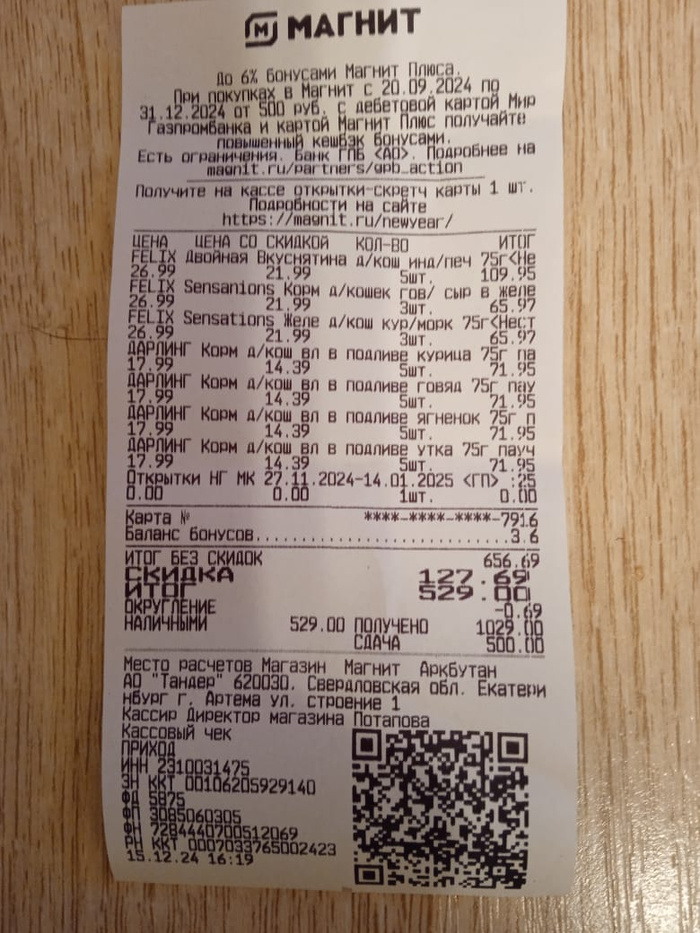 МАГНИТ
До 6% бонусами Магнит Плюса.
При покупках в Магнит с 20.09.2024 по
31.12.2024 от 500 руб. с дебетовой картой Мир
Газпромбанка и картой Магнит Плюс получайте
повышенный кешбэк бонусами.
Есть ограничения. Банк ГПБ <АО>. Подробнее на
magnit.ru/partners/gpb_action
Получите на кассе открытки-скретч карты 1 шт.
Подробности на сайте
https://magnit.ru/newyear/
ЦЕНА ЦЕНА СО СКИДКОЙ КОЛ-ВО ИТОГ
FELIX Двойная Вкуснятина д/кош инд/печ 75г<Не
26.99 21.99 5шт. 109.95
FELIX Sensanions Корм д/кошек гов/ сыр в желе
26.99 21.99 3шт. 65.97
FELIX Sensations Желе д/кош кур/морк 75г<Нест
26.99 21.99 3шт. 65.97
ДАРЛИНГ Корм д/кош вл в подливе курица 75г па
17.99 14.39 5шт. 71.95
ДАРЛИНГ Корм д/кош вл в подливе говяд 75г пау
17.99 14.39 5шт. 71.95
ДАРЛИНГ Корм д/кош вл в подливе ягненок 75г п
17.99 14.39 5шт. 71.95
ДАРЛИНГ Корм д/кош вл в подливе утка 75г пауч
17.99 14.39 5шт. 71.95
Открытки НГ МК 27.11.2024-14.01.2025 <ГП> :25
0.00 0.00 1шт. 0.00
Карта № ****-****-****-7916
Баланс бонусов..............................3.6
ИТОГ БЕЗ СКИДОК 656.69
СКИДКА 127.69
ИТОГ 529.00
ОКРУГЛЕНИЕ -0.69
НАЛИЧНЫМИ 529.00 ПОЛУЧЕНО 1029.00
СДАЧА 500.00
Место расчетов Магазин Магнит Аркбутан
АО "Тандер" 620030, Свердловская обл. Екатери
нбург г. Артема ул. строение 1
Кассир Директор магазина Потапова
Кассовый чек
ПРИХОД
ИНН 2310031475
ЗН ККТ 00106205929140
ФД 5875
ФП 3085060305
ФН 7284440700512069
РН ККТ 0007033765002423
15.12.24 16:19